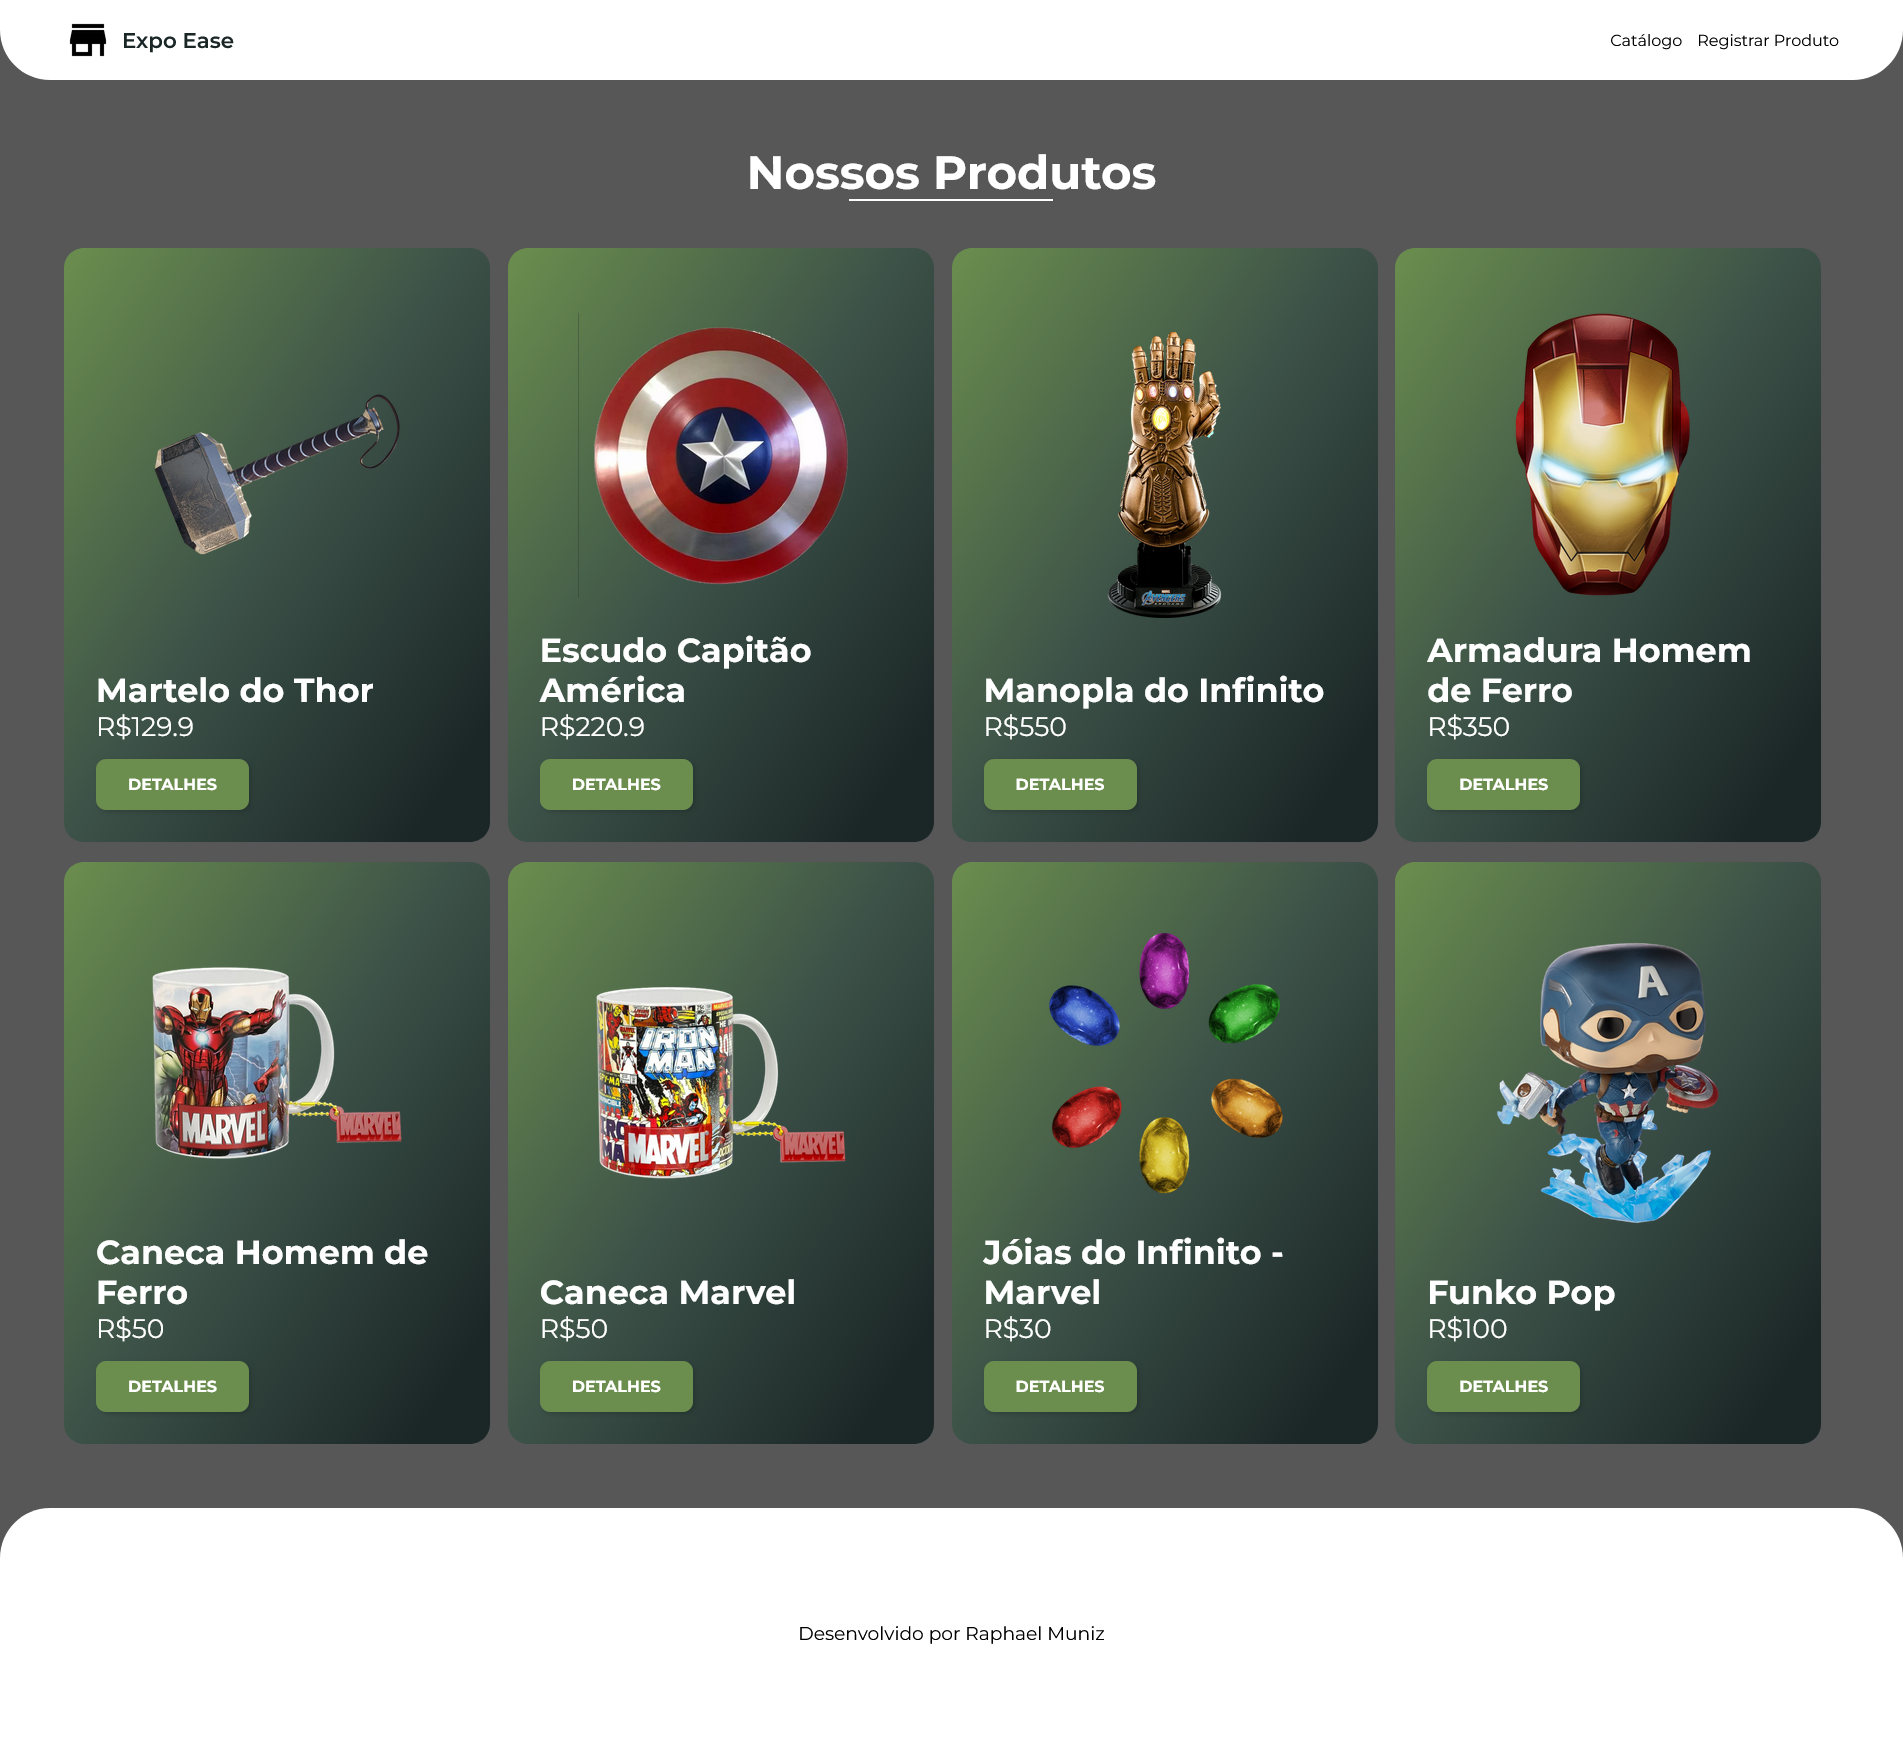 Expo Ease
Catálogo
Registrar Produto
Nossos Produtos
Martelo do Thor
R$129.9
DETALHES
Escudo Capitão
América
R$220.9
DETALHES
Manopla do Infinito
R$550
DETALHES
Armadura Homem
de Ferro
R$350
DETALHES
MARVEL
MARVEL
Caneca Homem de
Ferro
R$50
DETALHES
IRON
MAN
MARVEL
MARVEL
Caneca Marvel
R$50
DETALHES
Jóias do Infinito -
Marvel
R$30
DETALHES
A
Funko Pop
R$100
DETALHES
Desenvolvido por Raphael Muniz